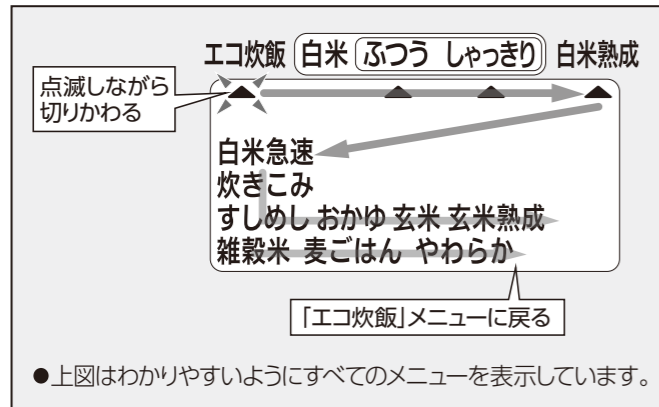 エコ炊飯 白米 ふつう しゃっきり 白米熟成
点滅しながら
切りかわる
白米急速
炊きこみ
すしめし おかゆ 玄米 玄米熟成
雑穀米 麦ごはん やわらか
「エコ炊飯」メニューに戻る
●上図はわかりやすいようにすべてのメニューを表示しています。